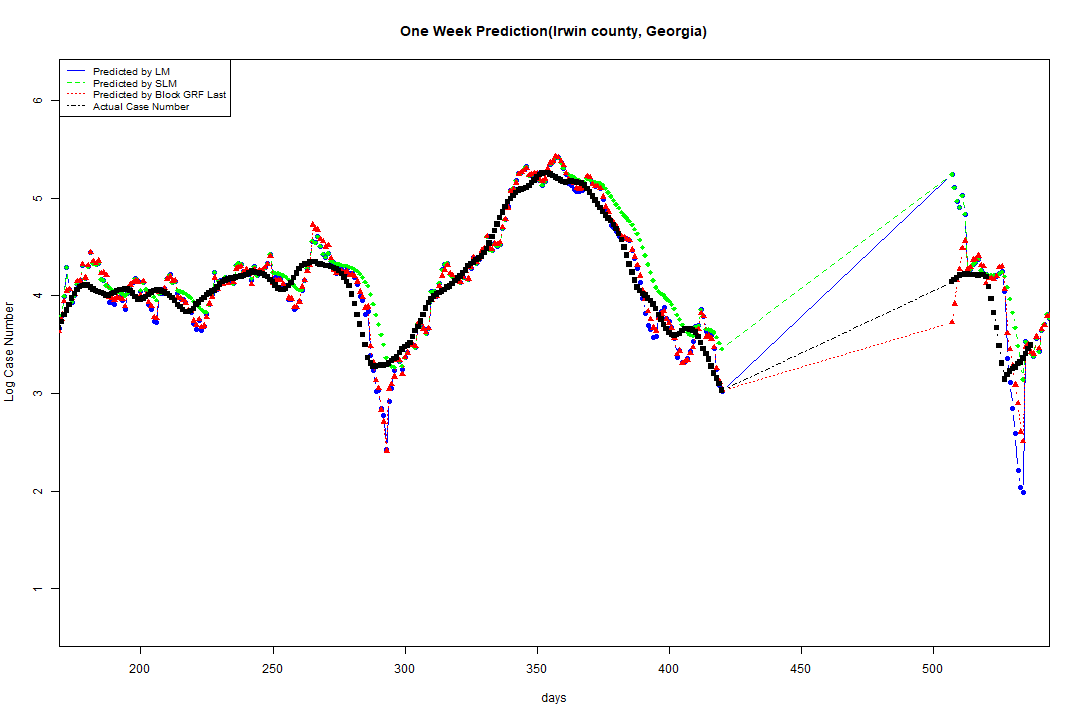 One Week Prediction(Irwin county, Georgia)
Predicted by LM
Predicted by SLM
Predicted by Block GRF Last
Actual Case Number
Log Case Number
6
5
4
3
2
1
200 250 300 350 400 450 500
days